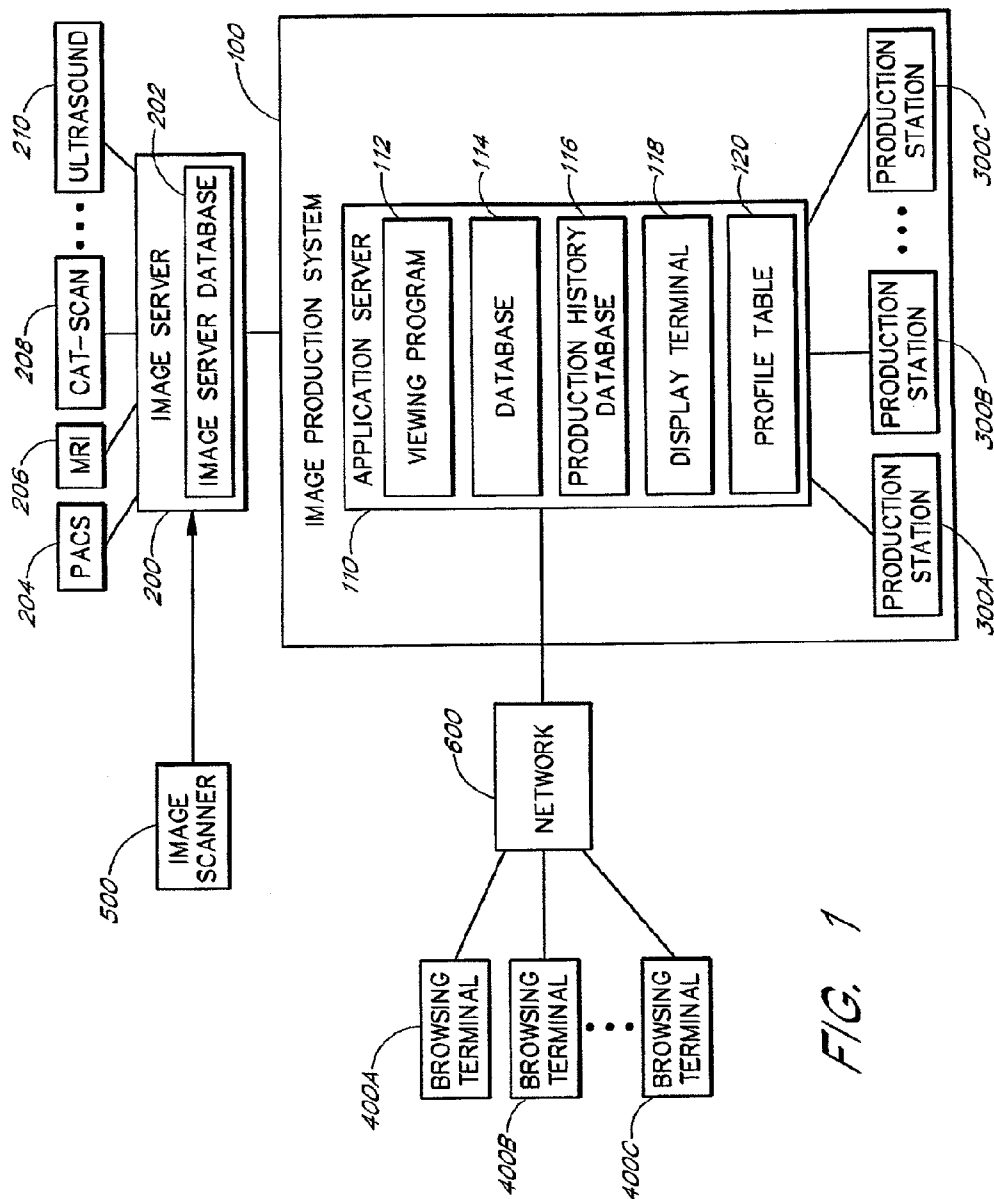 204
PACS
206
MRI
208
CAT-SCAN
210
ULTRASOUND
500
IMAGE
SCANNER
200
IMAGE SERVER
202
IMAGE SERVER DATABASE
100
IMAGE PRODUCTION SYSTEM
110
APPLICATION SERVER
112
VIEWING PROGRAM
114
DATABASE
116
PRODUCTION HISTORY
DATABASE
118
DISPLAY TERMINAL
120
PROFILE TABLE
600
NETWORK
400A
BROWSING
TERMINAL
400B
BROWSING
TERMINAL
400C
BROWSING
TERMINAL
PRODUCTION
STATION
300A
PRODUCTION
STATION
300B
PRODUCTION
STATION
300C
FIG. 1